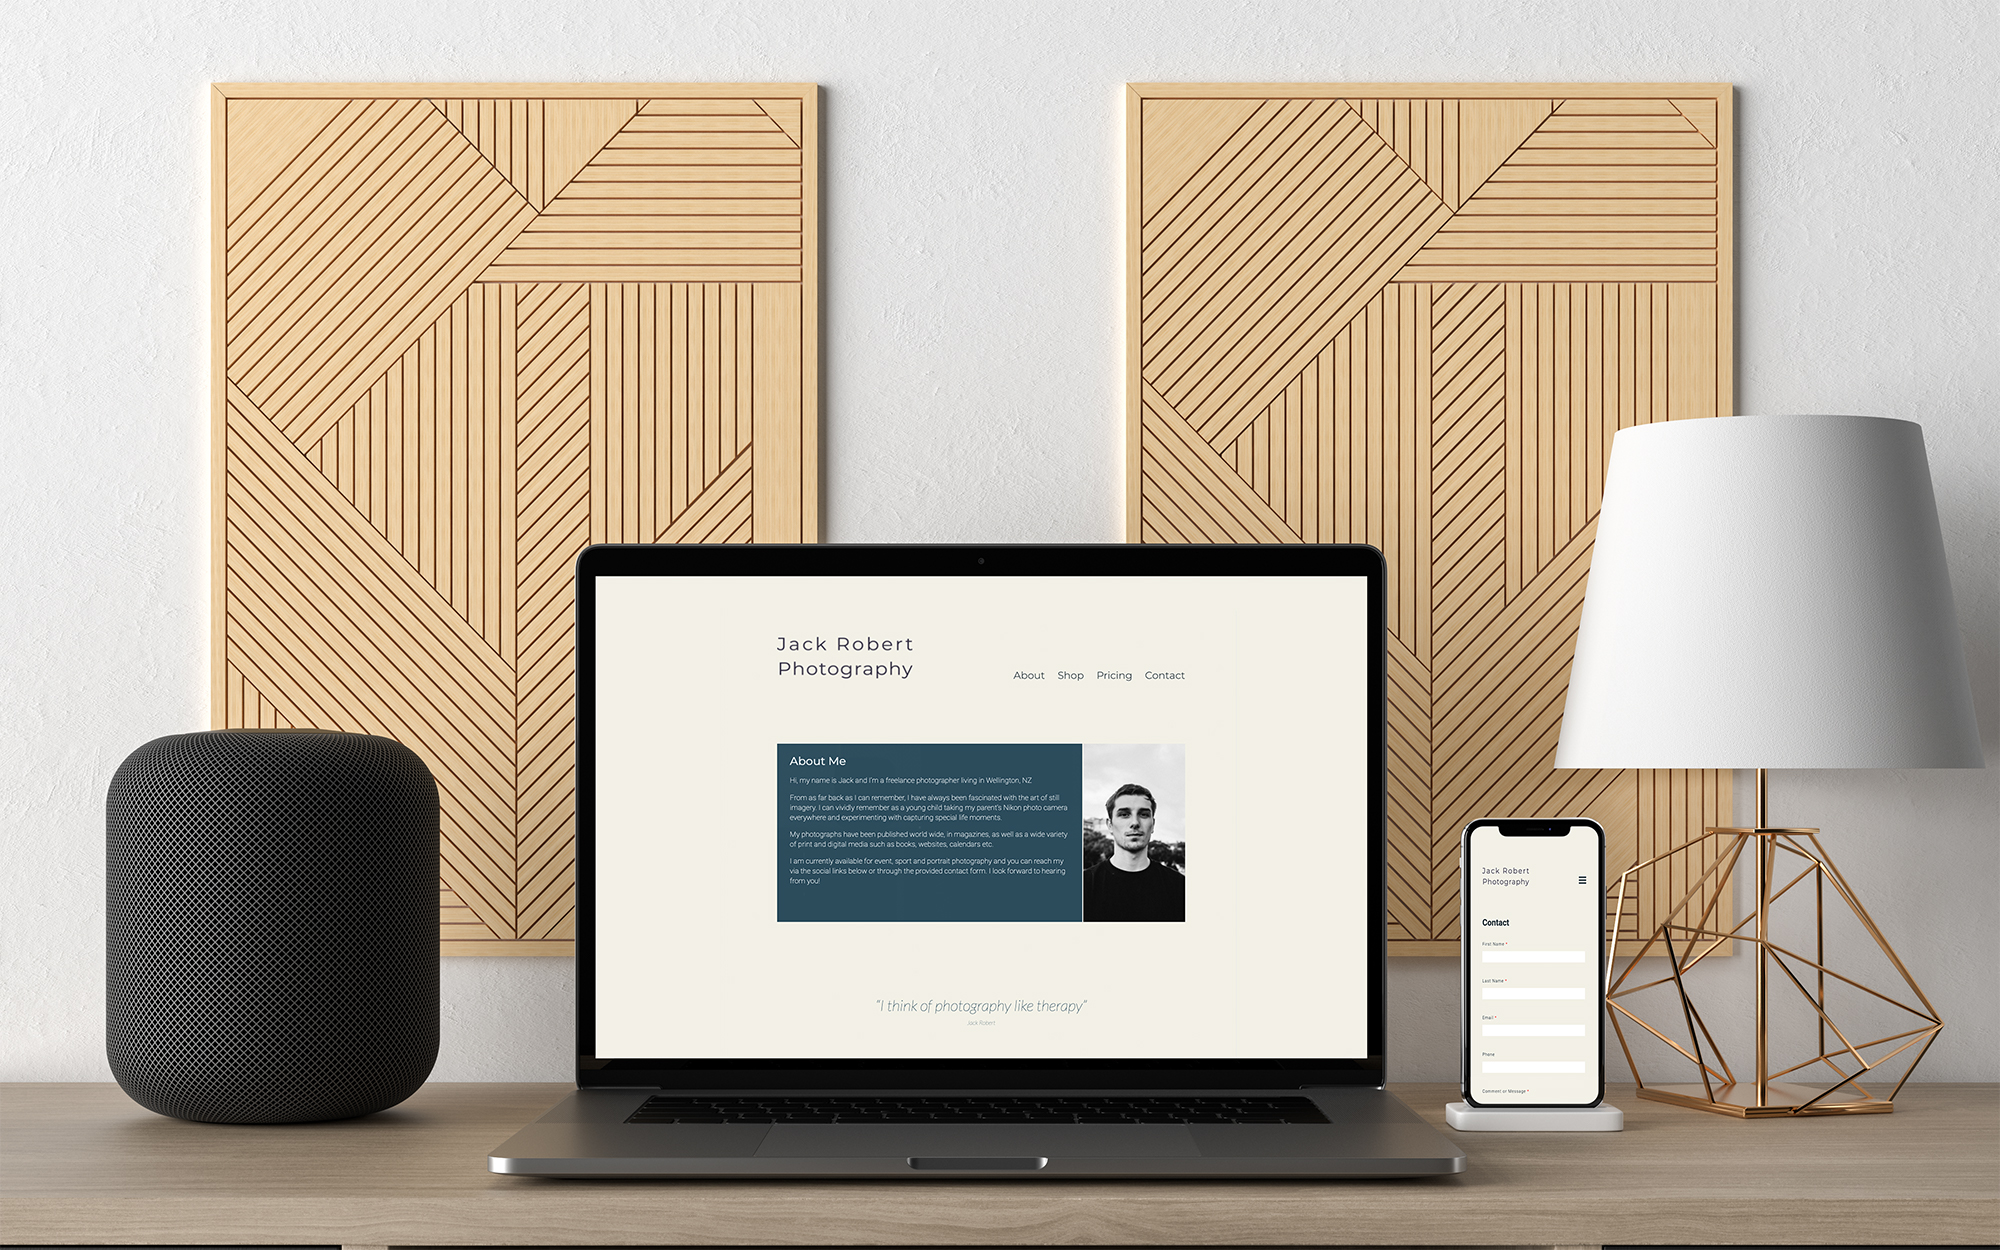 Jack Robert
Photography
About Shop Pricing Contact
About Me
Hi, my name is Jack and I'm a freelance photographer living in Wellington, NZ
From as far back as I can remember, I have always been fascinated with the art of still
imagery. I can vividly remember as a young child taking my parent's Nikon photo camera
everywhere and experimenting with capturing special life moments.
My photographs have been published world wide, in magazines, as well as a wide variety
of print and digital media such as books, websites, calendars etc.
I am currently available for event, sport and portrait photography and you can reach my
via the social links below or through the provided contact form. I look forward to hearing
from you!
"I think of photography like therapy"
Jack Robert
Jack Robert
Photography
Contact
First Name *
Last Name *
Email *
Phone
Comment or Message *